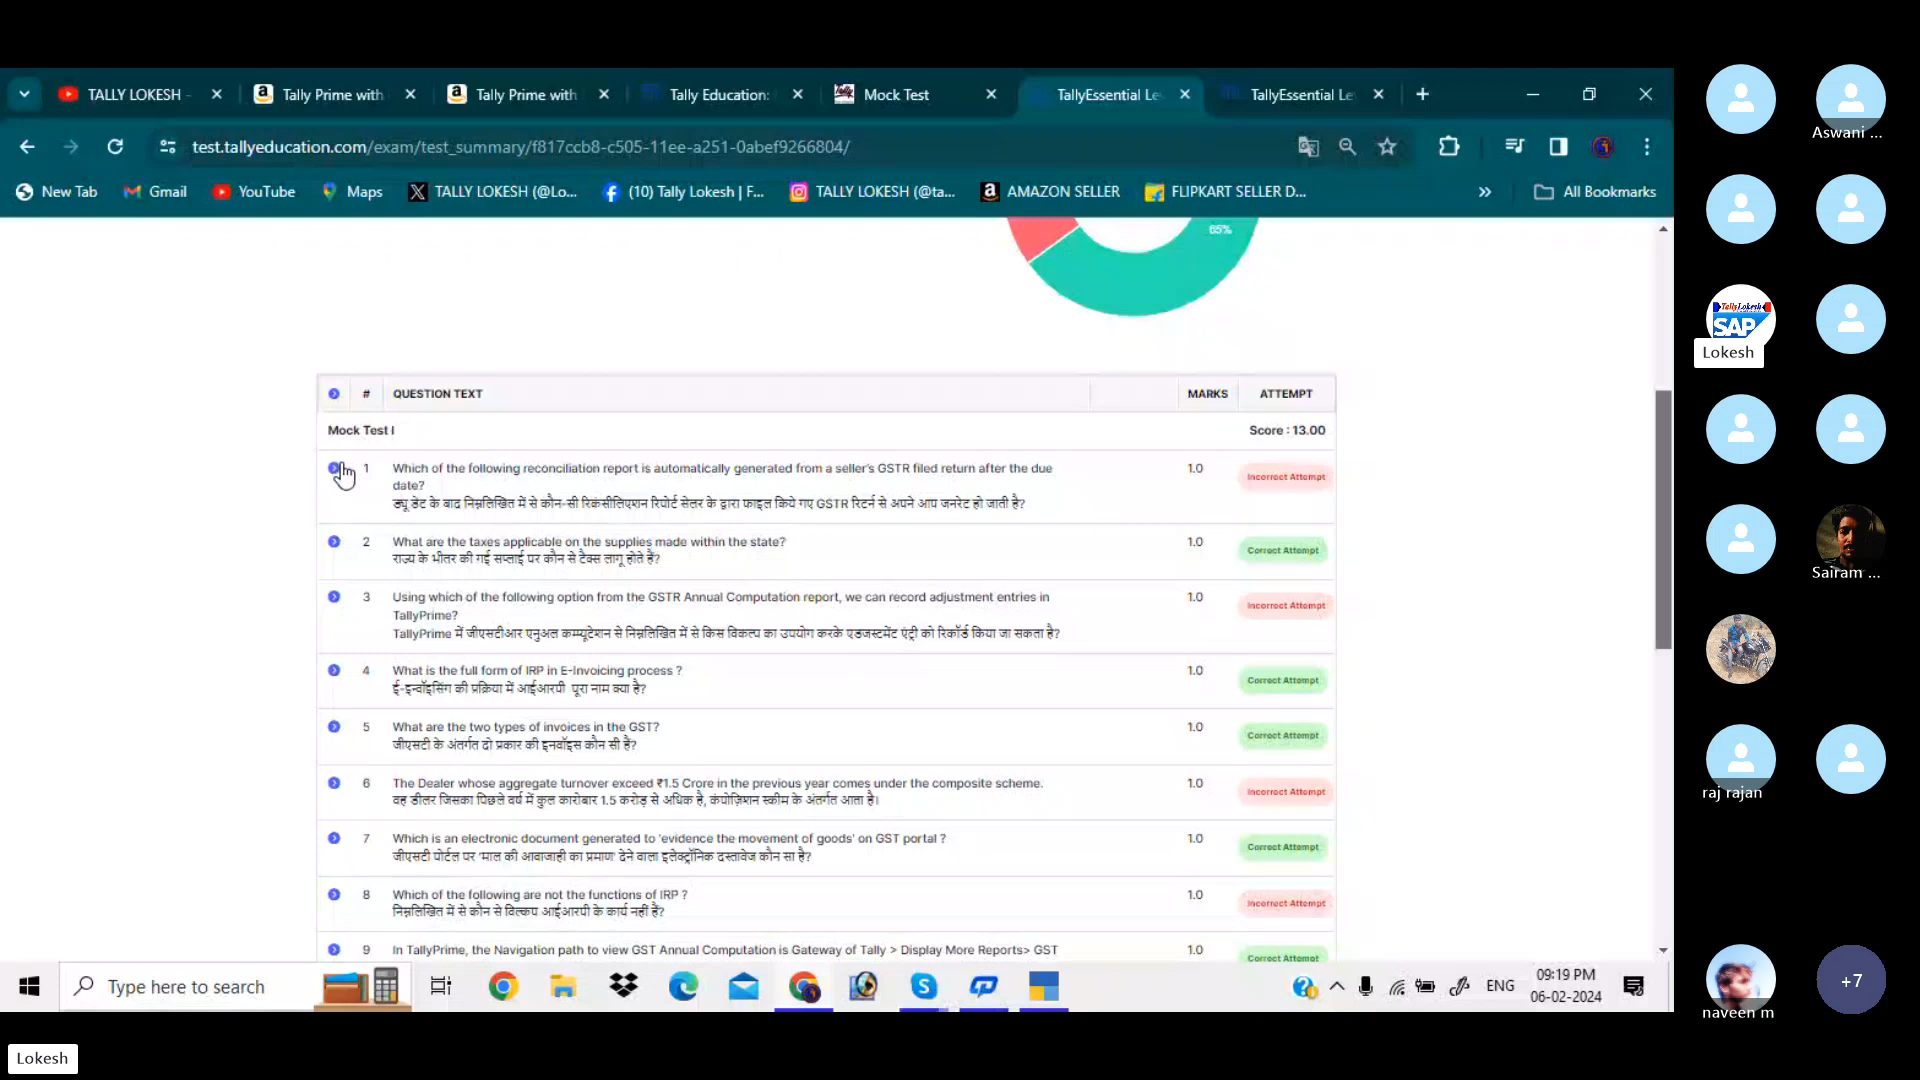 TALLY LOKESH -
Tally Prime with
Tally Prime with
Tally Education:
Mock Test
TallyEssential Le
TallyEssential Le
test.tallyeducation.com/exam/test_summary/f817ccb8-c505-11ee-a251-0abef9266804/
New Tab
Gmail
YouTube
Maps
TALLY LOKESH (@Lo...
(10) Tally Lokesh | F...
TALLY LOKESH (@ta...
AMAZON SELLER
FLIPKART SELLER D...
All Bookmarks
65%
# QUESTION TEXT MARKS ATTEMPT
Mock Test I Score : 13.00
1 Which of the following reconciliation report is automatically generated from a seller's GSTR filed return after the due 1.0 Incorrect Attempt
date?
ड्यू डेट के बाद निम्नलिखित में से कौन-सी रिकंसीलिएशन रिपोर्ट सेलर के द्वारा फाइल किये गए GSTR रिटर्न से अपने आप जनरेट हो जाती है?
2 What are the taxes applicable on the supplies made within the state? 1.0 Correct Attempt
राज्य के भीतर की गई सप्लाई पर कौन से टैक्स लागू होते हैं?
3 Using which of the following option from the GSTR Annual Computation report, we can record adjustment entries in 1.0 Incorrect Attempt
TallyPrime?
TallyPrime में जीएसटीआर एनुअल कम्प्यूटेशन से निम्नलिखित में से किस विकल्प का उपयोग करके एडजस्टमेंट एंट्री को रिकॉर्ड किया जा सकता है?
4 What is the full form of IRP in E-Invoicing process ? 1.0 Correct Attempt
ई-इन्वॉइसिंग की प्रक्रिया में आईआरपी पूरा नाम क्या है?
5 What are the two types of invoices in the GST? 1.0 Correct Attempt
जीएसटी के अंतर्गत दो प्रकार की इनवॉइस कौन सी हैं?
6 The Dealer whose aggregate turnover exceed ₹1.5 Crore in the previous year comes under the composite scheme. 1.0 Incorrect Attempt
वह डीलर जिसका पिछले वर्ष में कुल कारोबार 1.5 करोड़ से अधिक है, कंपोज़िशन स्कीम के अंतर्गत आता है।
7 Which is an electronic document generated to 'evidence the movement of goods' on GST portal ? 1.0 Correct Attempt
जीएसटी पोर्टल पर 'माल की आवाजाही का प्रमाण' देने वाला इलेक्ट्रॉनिक दस्तावेज कौन सा है?
8 Which of the following are not the functions of IRP ? 1.0 Incorrect Attempt
निम्नलिखित में से कौन से विकल्प आईआरपी के कार्य नहीं है?
9 In TallyPrime, the Navigation path to view GST Annual Computation is Gateway of Tally > Display More Reports> GST 1.0 Correct Attempt
Type here to search
ENG
09:19 PM
06-02-2024
Aswani ...
TallyLokesh
SAP
Lokesh
Sairam ...
raj rajan
naveen m
+7
Lokesh